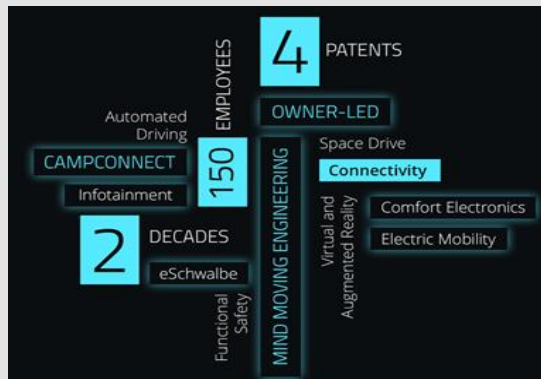 4
PATENTS
EMPLOYEES
150
OWNER-LED
Automated
Driving
CAMPCONNECT
Infotainment
Space Drive
Connectivity
MIND MOVING ENGINEERING
Virtual and
Augmented Reality
Comfort Electronics
Electric Mobility
2
DECADES
eSchwalbe
Functional
Safety